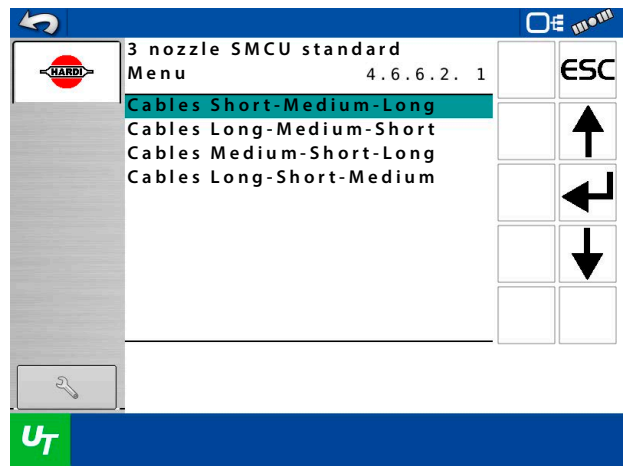 3 nozzle SMCU standard
Menu 4.6.6.2. 1
ESC
HARDI
Cables Short-Medium-Long
Cables Long-Medium-Short
Cables Medium-Short-Long
Cables Long-Short-Medium
UT